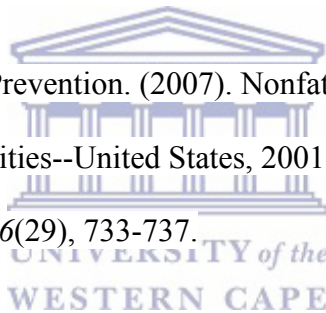 Prevention. (2007). Nonfat
ities--United States, 2001
6(29), 733-737.
UNIVERSITY of the
WESTERN CAPE